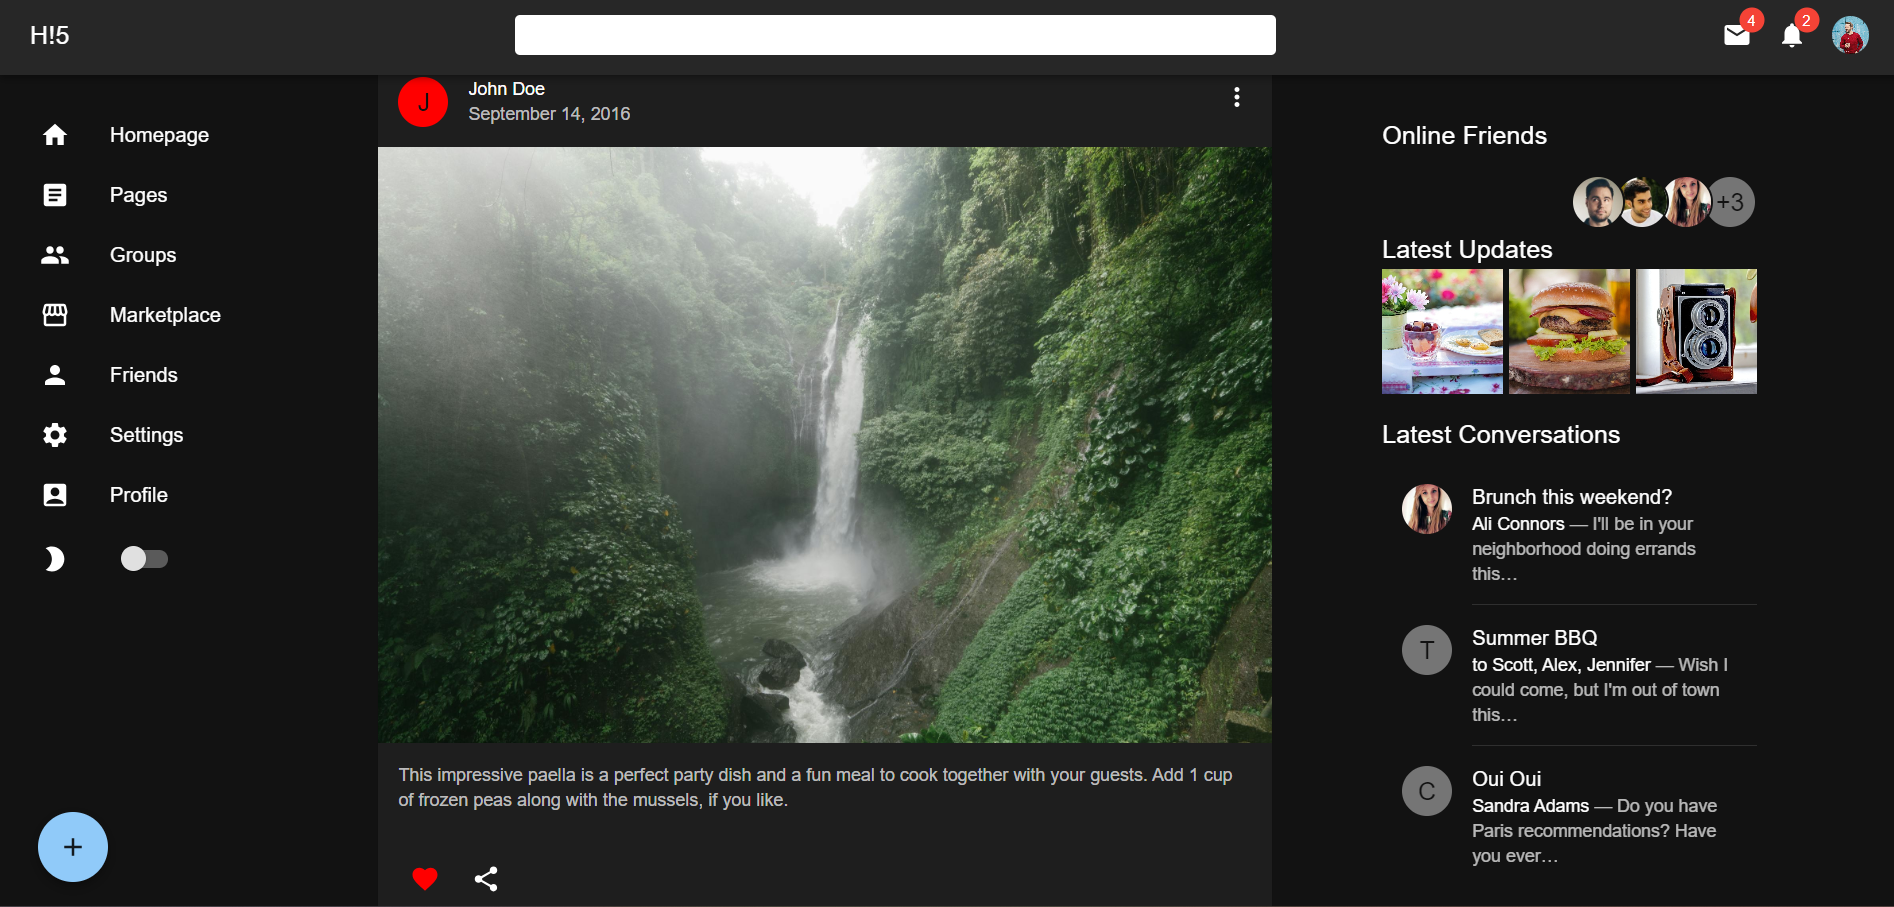 H!5
4
2
Homepage
Pages
Groups
Marketplace
Friends
Settings
Profile
J
John Doe
September 14, 2016
This impressive paella is a perfect party dish and a fun meal to cook together with your guests. Add 1 cup
of frozen peas along with the mussels, if you like.
Online Friends
+3
Latest Updates
Latest Conversations
Brunch this weekend?
Ali Connors — I'll be in your
neighborhood doing errands
this…
T
Summer BBQ
to Scott, Alex, Jennifer — Wish I
could come, but I'm out of town
this…
C
Oui Oui
Sandra Adams — Do you have
Paris recommendations? Have
you ever…